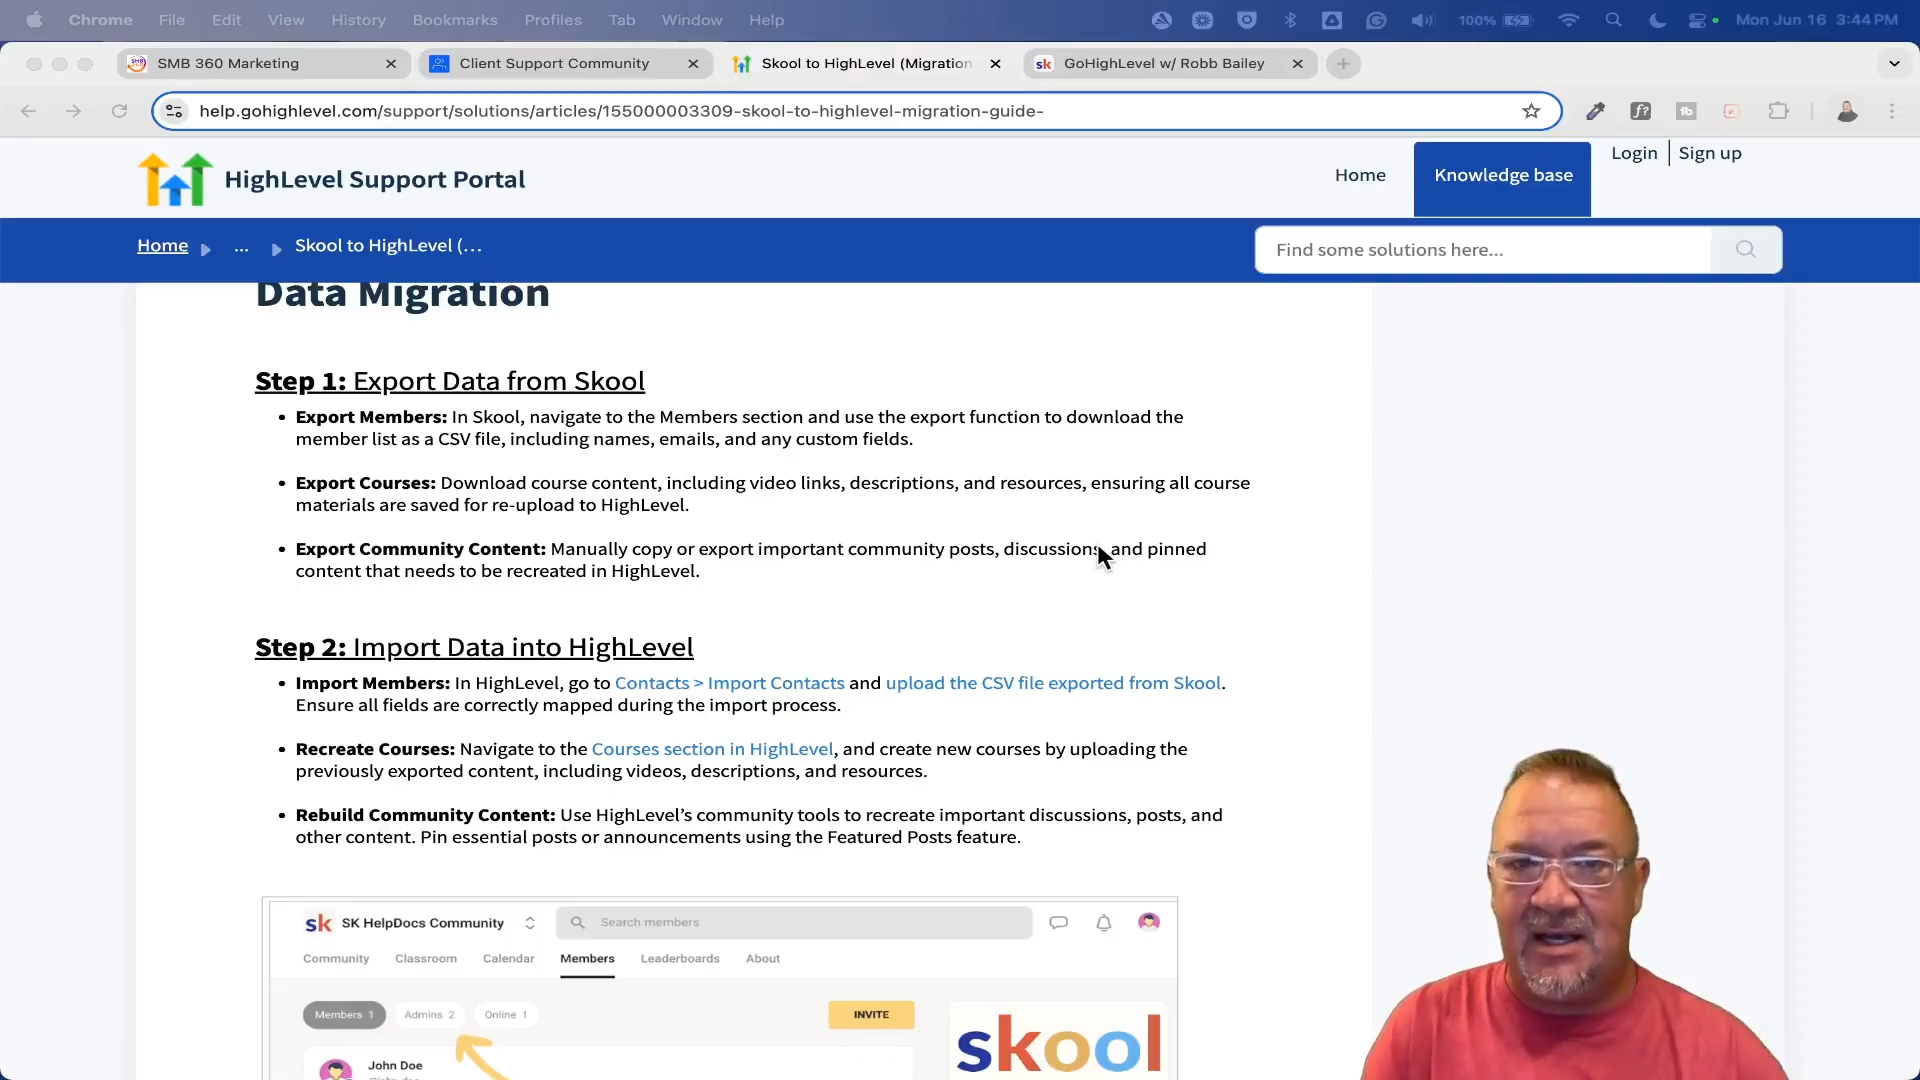 Chrome File Edit View History Bookmarks Profiles Tab Window Help 100% Mon Jun 16 3:44 PM
SMB 360 Marketing Client Support Community Skool to HighLevel (Migration GoHighLevel w/ Robb Bailey
help.gohighlevel.com/support/solutions/articles/155000003309-skool-to-highlevel-migration-guide-
HighLevel Support Portal Home Knowledge base Login Sign up
Home ... Skool to HighLevel (... Find some solutions here...
Data Migration
Step 1: Export Data from Skool
• Export Members: In Skool, navigate to the Members section and use the export function to download the
member list as a CSV file, including names, emails, and any custom fields.
• Export Courses: Download course content, including video links, descriptions, and resources, ensuring all course
materials are saved for re-upload to HighLevel.
• Export Community Content: Manually copy or export important community posts, discussions, and pinned
content that needs to be recreated in HighLevel.
Step 2: Import Data into HighLevel
• Import Members: In HighLevel, go to Contacts > Import Contacts and upload the CSV file exported from Skool.
Ensure all fields are correctly mapped during the import process.
• Recreate Courses: Navigate to the Courses section in HighLevel, and create new courses by uploading the
previously exported content, including videos, descriptions, and resources.
• Rebuild Community Content: Use HighLevel’s community tools to recreate important discussions, posts, and
other content. Pin essential posts or announcements using the Featured Posts feature.
sk SK HelpDocs Community Search members
Community Classroom Calendar Members Leaderboards About
Members 1 Admins 2 Online 1 INVITE
skool
John Doe